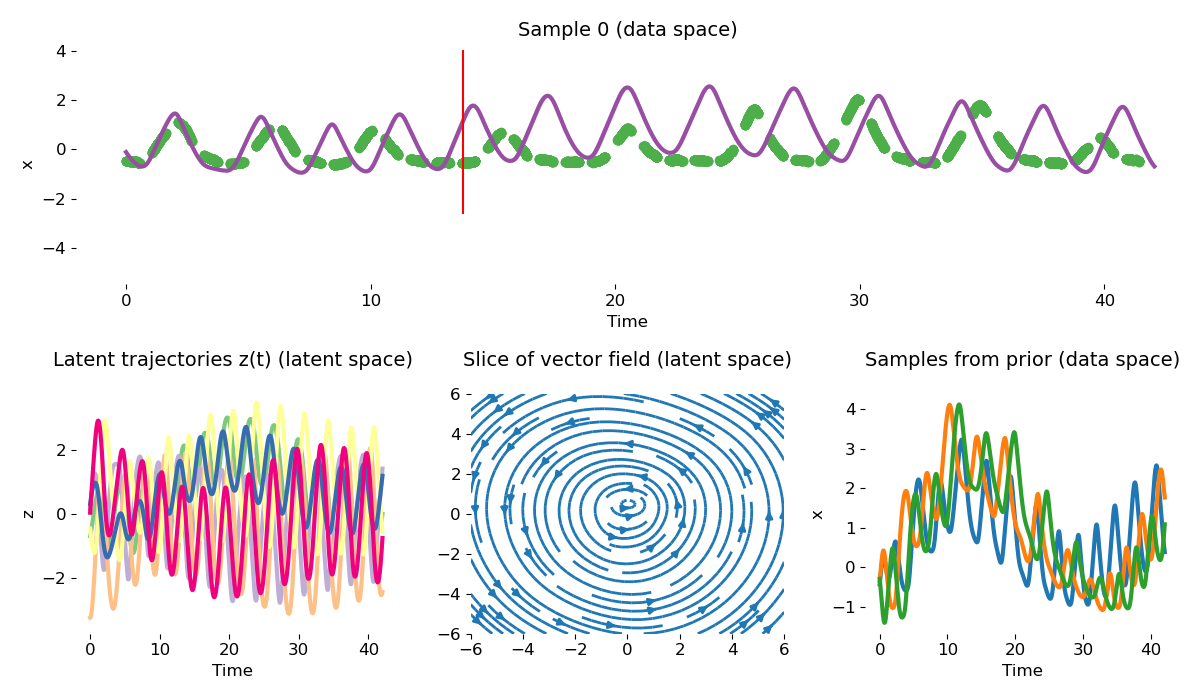 Sample 0 (data space)
4
2
0
−2
−4
x
0 10 20 30 40
Time
Latent trajectories z(t) (latent space)
2
0
−2
z
0 10 20 30 40
Time
Slice of vector field (latent space)
6
4
2
0
−2
−4
−6
−6 −4 −2 0 2 4 6
Samples from prior (data space)
4
3
2
1
0
−1
x
0 10 20 30 40
Time